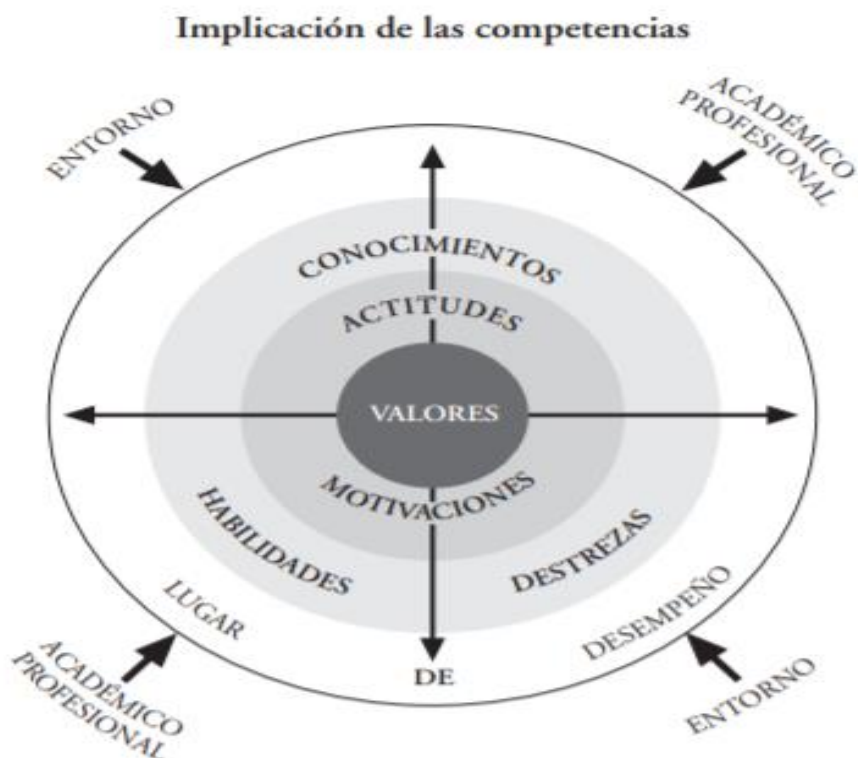 Implicación de las competencias
ENTORNO
ACADÉMICO
PROFESIONAL
CONOCIMIENTOS
ACTITUDES
VALORES
MOTIVACIONES
HABILIDADES
DESTREZAS
LUGAR
DE
DESEMPEÑO
ACADÉMICO
PROFESIONAL
ENTORNO